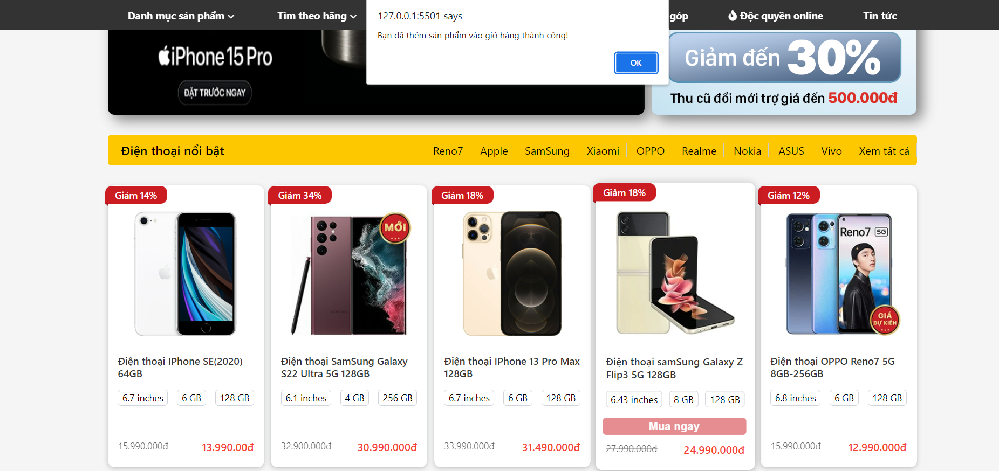 Danh mục sản phẩm
Tìm theo hãng
góp
Độc quyền online
Tin tức
127.0.0.1:5501 says
Bạn đã thêm sản phẩm vào giỏ hàng thành công!
OK
iPhone 15 Pro
ĐẶT TRƯỚC NGAY
Giảm đến 30%
Thu cũ đổi mới trợ giá đến 500.000đ
Điện thoại nổi bật
Reno7 Apple SamSung Xiaomi OPPO Realme Nokia ASUS Vivo Xem tất cả
Giảm 14%
Điện thoại IPhone SE(2020)
64GB
6.7 inches 6 GB 128 GB
15.990.000đ 13.990.00đ
Giảm 34%
MỚI
SAMSUNG
Điện thoại SamSung Galaxy
S22 Ultra 5G 128GB
6.1 inches 4 GB 256 GB
32.900.000đ 30.990.000đ
Giảm 18%
Điện thoại IPhone 13 Pro Max
128GB
6.7 inches 6 GB 128 GB
33.990.000đ 31.490.000đ
Giảm 18%
Điện thoại samSung Galaxy Z
Flip3 5G 128GB
6.43 inches 8 GB 128 GB
Mua ngay
27.990.000đ 24.990.000đ
Giảm 12%
Reno7 5G
GIÁ
DỰ KIẾN
Điện thoại OPPO Reno7 5G
8GB-256GB
6.8 inches 6 GB 128 GB
15.990.000đ 12.990.000đ